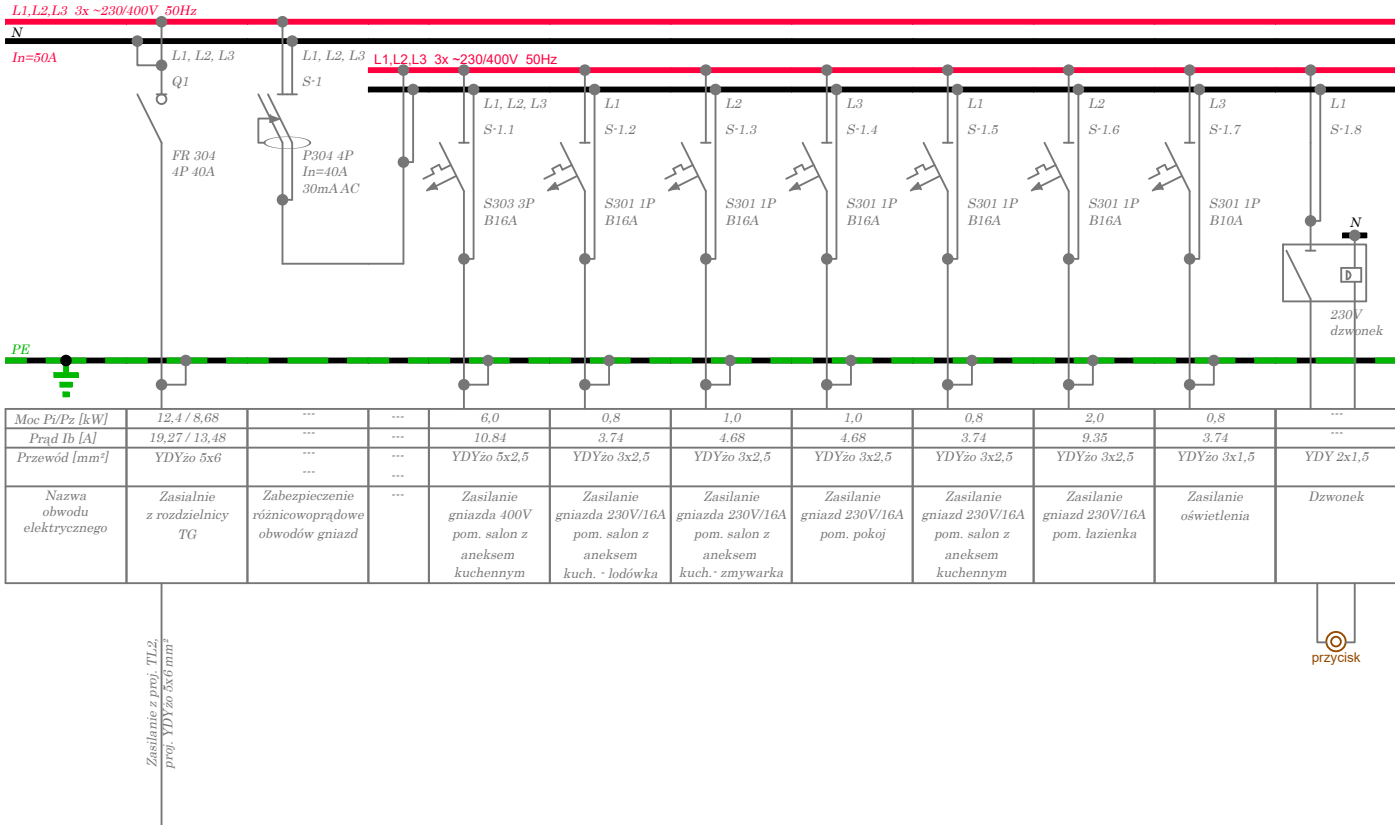 L1,L2,L3 3x ~230/400V 50Hz
N
In=50A
L1, L2, L3
Q1
FR 304
4P 40A
L1, L2, L3
S-1
P304 4P
In=40A
30mA AC
L1,L2,L3 3x ~230/400V 50Hz
L1, L2, L3
S-1.1
S303 3P
B16A
L1
S-1.2
S301 1P
B16A
L2
S-1.3
S301 1P
B16A
L3
S-1.4
S301 1P
B16A
L1
S-1.5
S301 1P
B16A
L2
S-1.6
S301 1P
B16A
L3
S-1.7
S301 1P
B10A
L1
S-1.8
N
D
230V
dzwonek
PE
Moc Pi/Pz [kW] 12,4 / 8,68 --- --- 6,0 0,8 1,0 1,0 0,8 2,0 0,8 ---
Prąd Ib [A] 19,27 / 13,48 --- --- 10.84 3.74 4.68 4.68 3.74 9.35 3.74 ---
Przewód [mm²] YDYżo 5x6 --- --- YDYżo 5x2,5 YDYżo 3x2,5 YDYżo 3x2,5 YDYżo 3x2,5 YDYżo 3x2,5 YDYżo 3x2,5 YDYżo 3x1,5 YDY 2x1,5
--- ---
Nazwa
obwodu
elektrycznego
Zasialnie
z rozdzielnicy
TG
Zabezpieczenie
różnicowoprądowe
obwodów gniazd
---
Zasilanie
gniazda 400V
pom. salon z
aneksem
kuchennym
Zasilanie
gniazda 230V/16A
pom. salon z
aneksem
kuch. - lodówka
Zasilanie
gniazda 230V/16A
pom. salon z
aneksem
kuch.- zmywarka
Zasilanie
gniazd 230V/16A
pom. pokoj
Zasilanie
gniazd 230V/16A
pom. salon z
aneksem
kuchennym
Zasilanie
gniazd 230V/16A
pom. łazienka
Zasilanie
oświetlenia
Dzwonek
Zasilanie z proj. TL2,
proj. YDYżo 5x6 mm²
przycisk